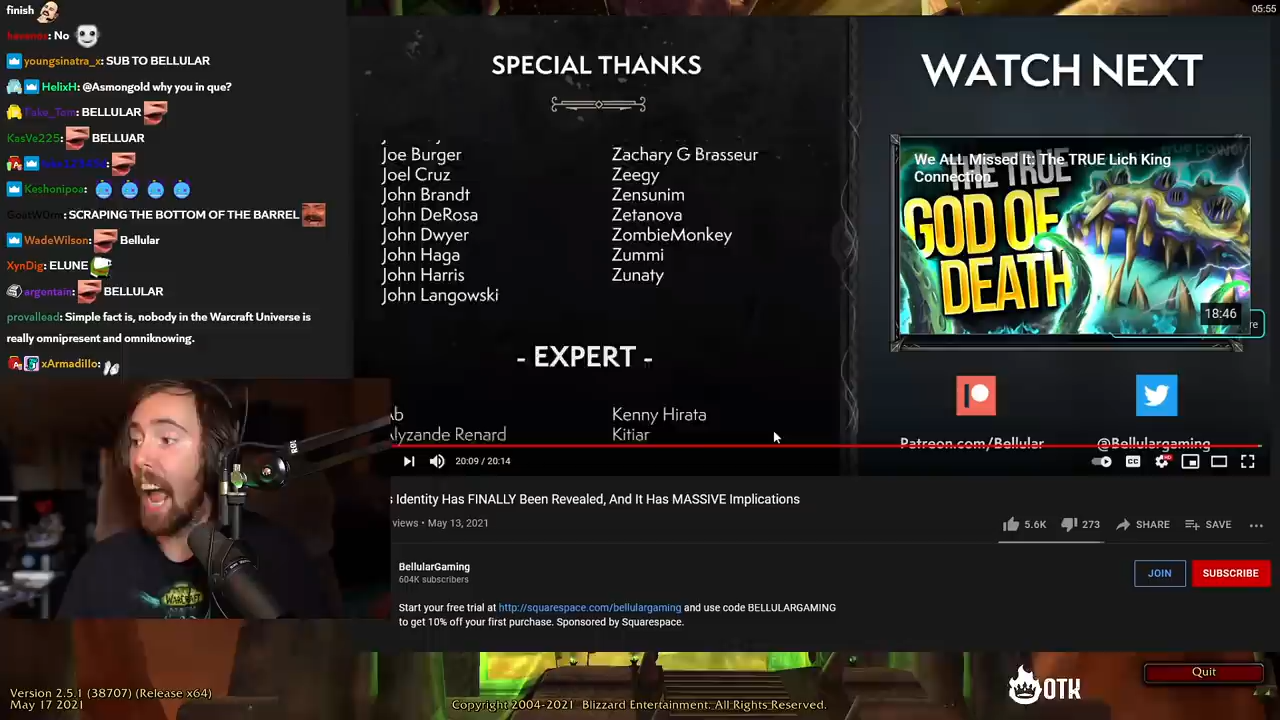 finish
05:55
: No
youngsinatra_x: SUB TO BELLULAR
HelixH: @Asmongold why you in que?
Take_Tom: BELLULAR
KasVe225: BELLUAR
Keshonipoa:
: SCRAPING THE BOTTOM OF THE BARREL
WadeWilson: Bellular
XynDig: ELUNE
argentain: BELLULAR
provallead: Simple fact is, nobody in the Warcraft Universe is
really omnipresent and omniknowing.
xArmadillo:
SPECIAL THANKS
Joe Burger
Joel Cruz
John Brandt
John DeRosa
John Dwyer
John Haga
John Harris
John Langowski
Zachary G Brasseur
Zeegy
Zensunim
Zetanova
ZombieMonkey
Zummi
Zunaty
- EXPERT -
Ab
Alyzande Renard
Kenny Hirata
Kitiar
WATCH NEXT
We ALL Missed It: The TRUE Lich King
Connection
THE TRUE
GOD OF
DEATH
18:46
Patreon.com/Bellular
@Bellulargaming
20:09 / 20:14
CC
HD
s Identity Has FINALLY Been Revealed, And It Has MASSIVE Implications
views • May 13, 2021
5.6K
273
SHARE
SAVE
BellularGaming
604K subscribers
JOIN
SUBSCRIBE
Start your free trial at http://squarespace.com/bellulargaming and use code BELLULARGAMING
to get 10% off your first purchase. Sponsored by Squarespace.
WARCRAFT
OTK
Quit
Version 2.5.1 (38707) (Release x64)
May 17 2021
Copyright 2004-2021 Blizzard Entertainment. All Rights Reserved.